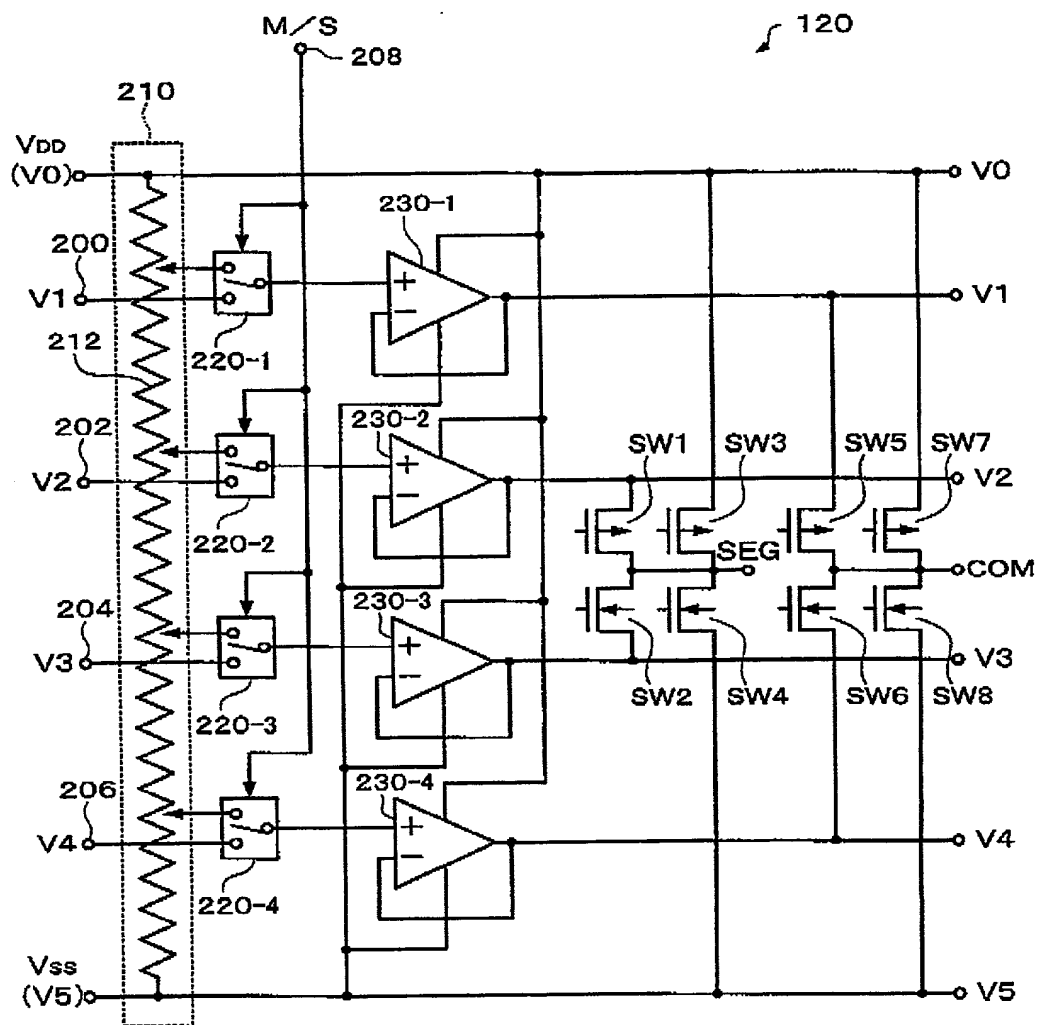 M/S
208
120
210
VDD
(V0)
V0
230-1
200
V1
V1
212
220-1
202
230-2
SW1
SW3
SW5
SW7
V2
V2
220-2
SEG
COM
204
230-3
V3
V3
SW2
SW4
SW6
SW8
220-3
206
230-4
V4
V4
220-4
VSS
(V5)
V5